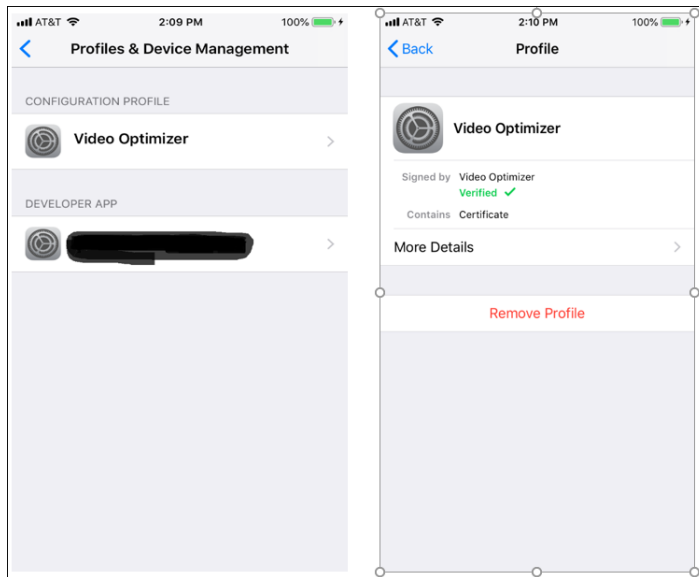 AT&T 2:09 PM 100%
Profiles & Device Management
CONFIGURATION PROFILE
Video Optimizer
DEVELOPER APP
AT&T 2:10 PM 100%
Back Profile
Video Optimizer
Signed by Video Optimizer
Verified
Contains Certificate
More Details
Remove Profile